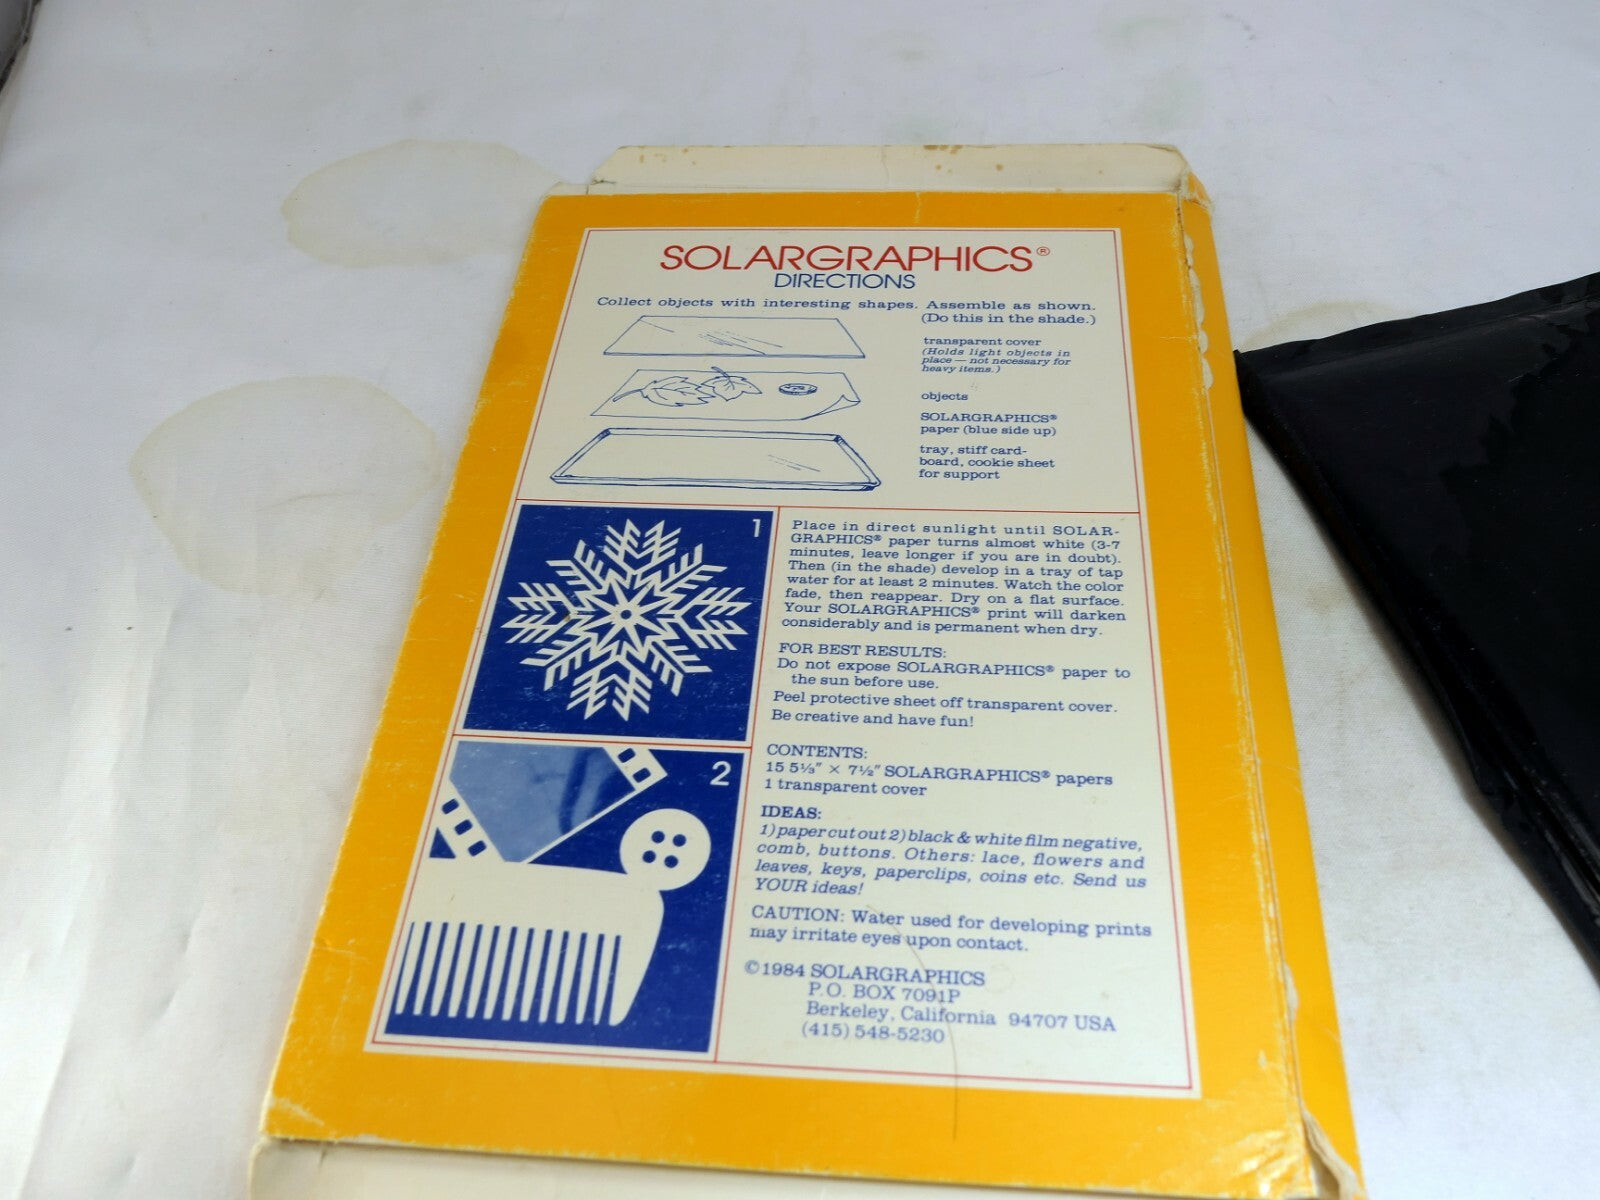 SOLARGRAPHICS®
DIRECTIONS
Collect objects with interesting shapes. Assemble as shown.
(Do this in the shade.)
transparent cover
(Holds light objects in
place — not necessary for
heavy items.)
objects
SOLARGRAPHICS®
paper (blue side up)
tray, stiff card-
board, cookie sheet
for support
1
Place in direct sunlight until SOLAR-
GRAPHICS® paper turns almost white (3-7
minutes, leave longer if you are in doubt).
Then (in the shade) develop in a tray of tap
water for at least 2 minutes. Watch the color
fade, then reappear. Dry on a flat surface.
Your SOLARGRAPHICS® print will darken
considerably and is permanent when dry.
FOR BEST RESULTS:
Do not expose SOLARGRAPHICS® paper to
the sun before use.
Peel protective sheet off transparent cover.
Be creative and have fun!
2
CONTENTS:
15 5⅓″ × 7½″ SOLARGRAPHICS® papers
1 transparent cover
IDEAS:
1) paper cut out 2) black & white film negative,
comb, buttons. Others: lace, flowers and
leaves, keys, paperclips, coins etc. Send us
YOUR ideas!
CAUTION: Water used for developing prints
may irritate eyes upon contact.
©1984 SOLARGRAPHICS
P.O. BOX 7091P
Berkeley, California 94707 USA
(415) 548-5230